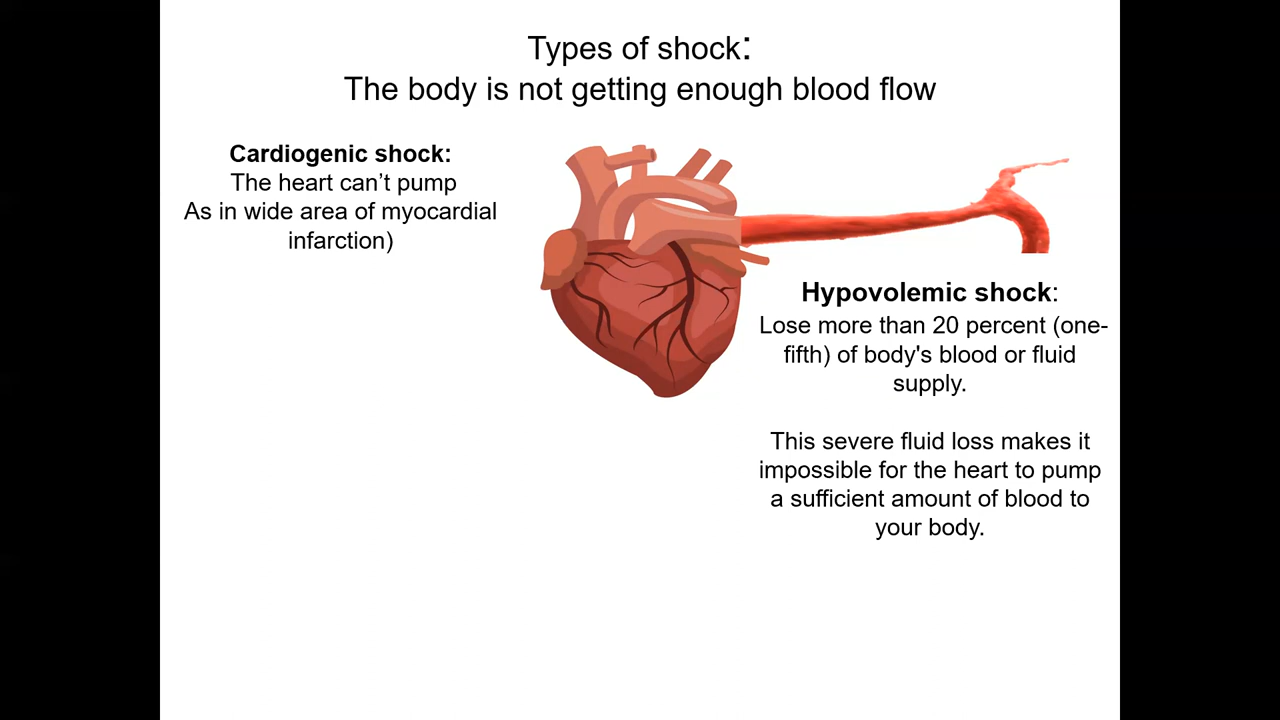 Types of shock:
The body is not getting enough blood flow
Cardiogenic shock:
The heart can’t pump
As in wide area of myocardial
infarction)
Hypovolemic shock:
Lose more than 20 percent (one-
fifth) of body's blood or fluid
supply.
This severe fluid loss makes it
impossible for the heart to pump
a sufficient amount of blood to
your body.